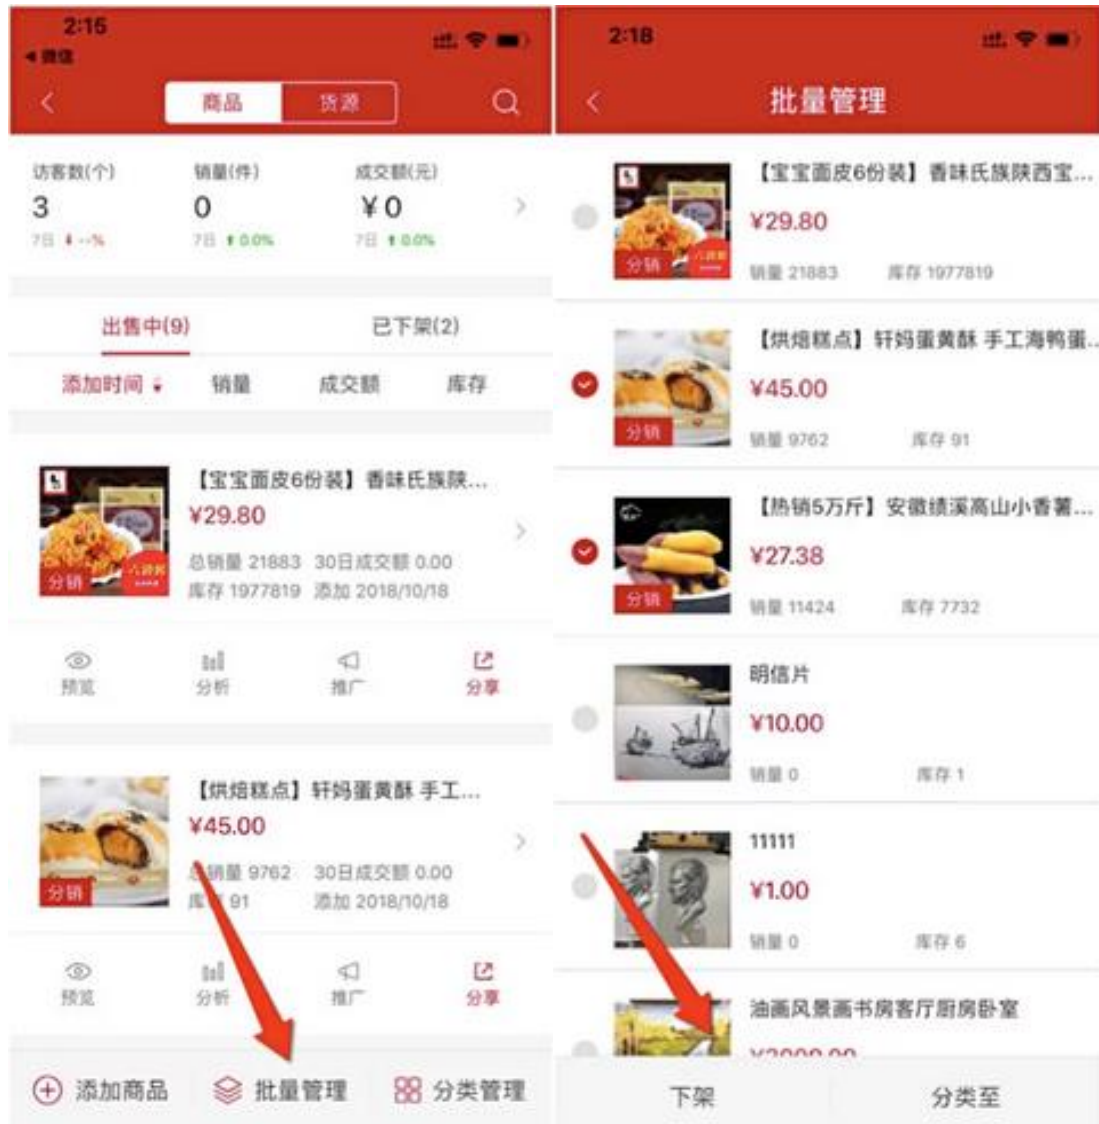 2:15
微信
商品 货源
访客数(个) 销量(件) 成交额(元)
3 0 ¥0
7日 --% 7日 0.0% 7日 0.0%
出售中(9) 已下架(2)
添加时间 销量 成交额 库存
【宝宝面皮6份装】香味氏族陕...
¥29.80
总销量 21883 30日成交额 0.00
库存 1977819 添加 2018/10/18
分销
预览 分析 推广 分享
【烘焙糕点】轩妈蛋黄酥 手工...
¥45.00
销量 9762 30日成交额 0.00
91 添加 2018/10/18
分销
预览 分析 推广 分享
添加商品 批量管理 分类管理
2:18
批量管理
【宝宝面皮6份装】香味氏族陕西宝...
¥29.80
分销
销量 21883 库存 1977819
【烘焙糕点】轩妈蛋黄酥 手工海鸭蛋..
¥45.00
分销
销量 9762 库存 91
【热销5万斤】安徽绩溪高山小香薯...
¥27.38
分销
销量 11424 库存 7732
明信片
¥10.00
销量 0 库存 1
11111
¥1.00
销量 0 库存 6
油画风景画书房客厅厨房卧室
下架 分类至